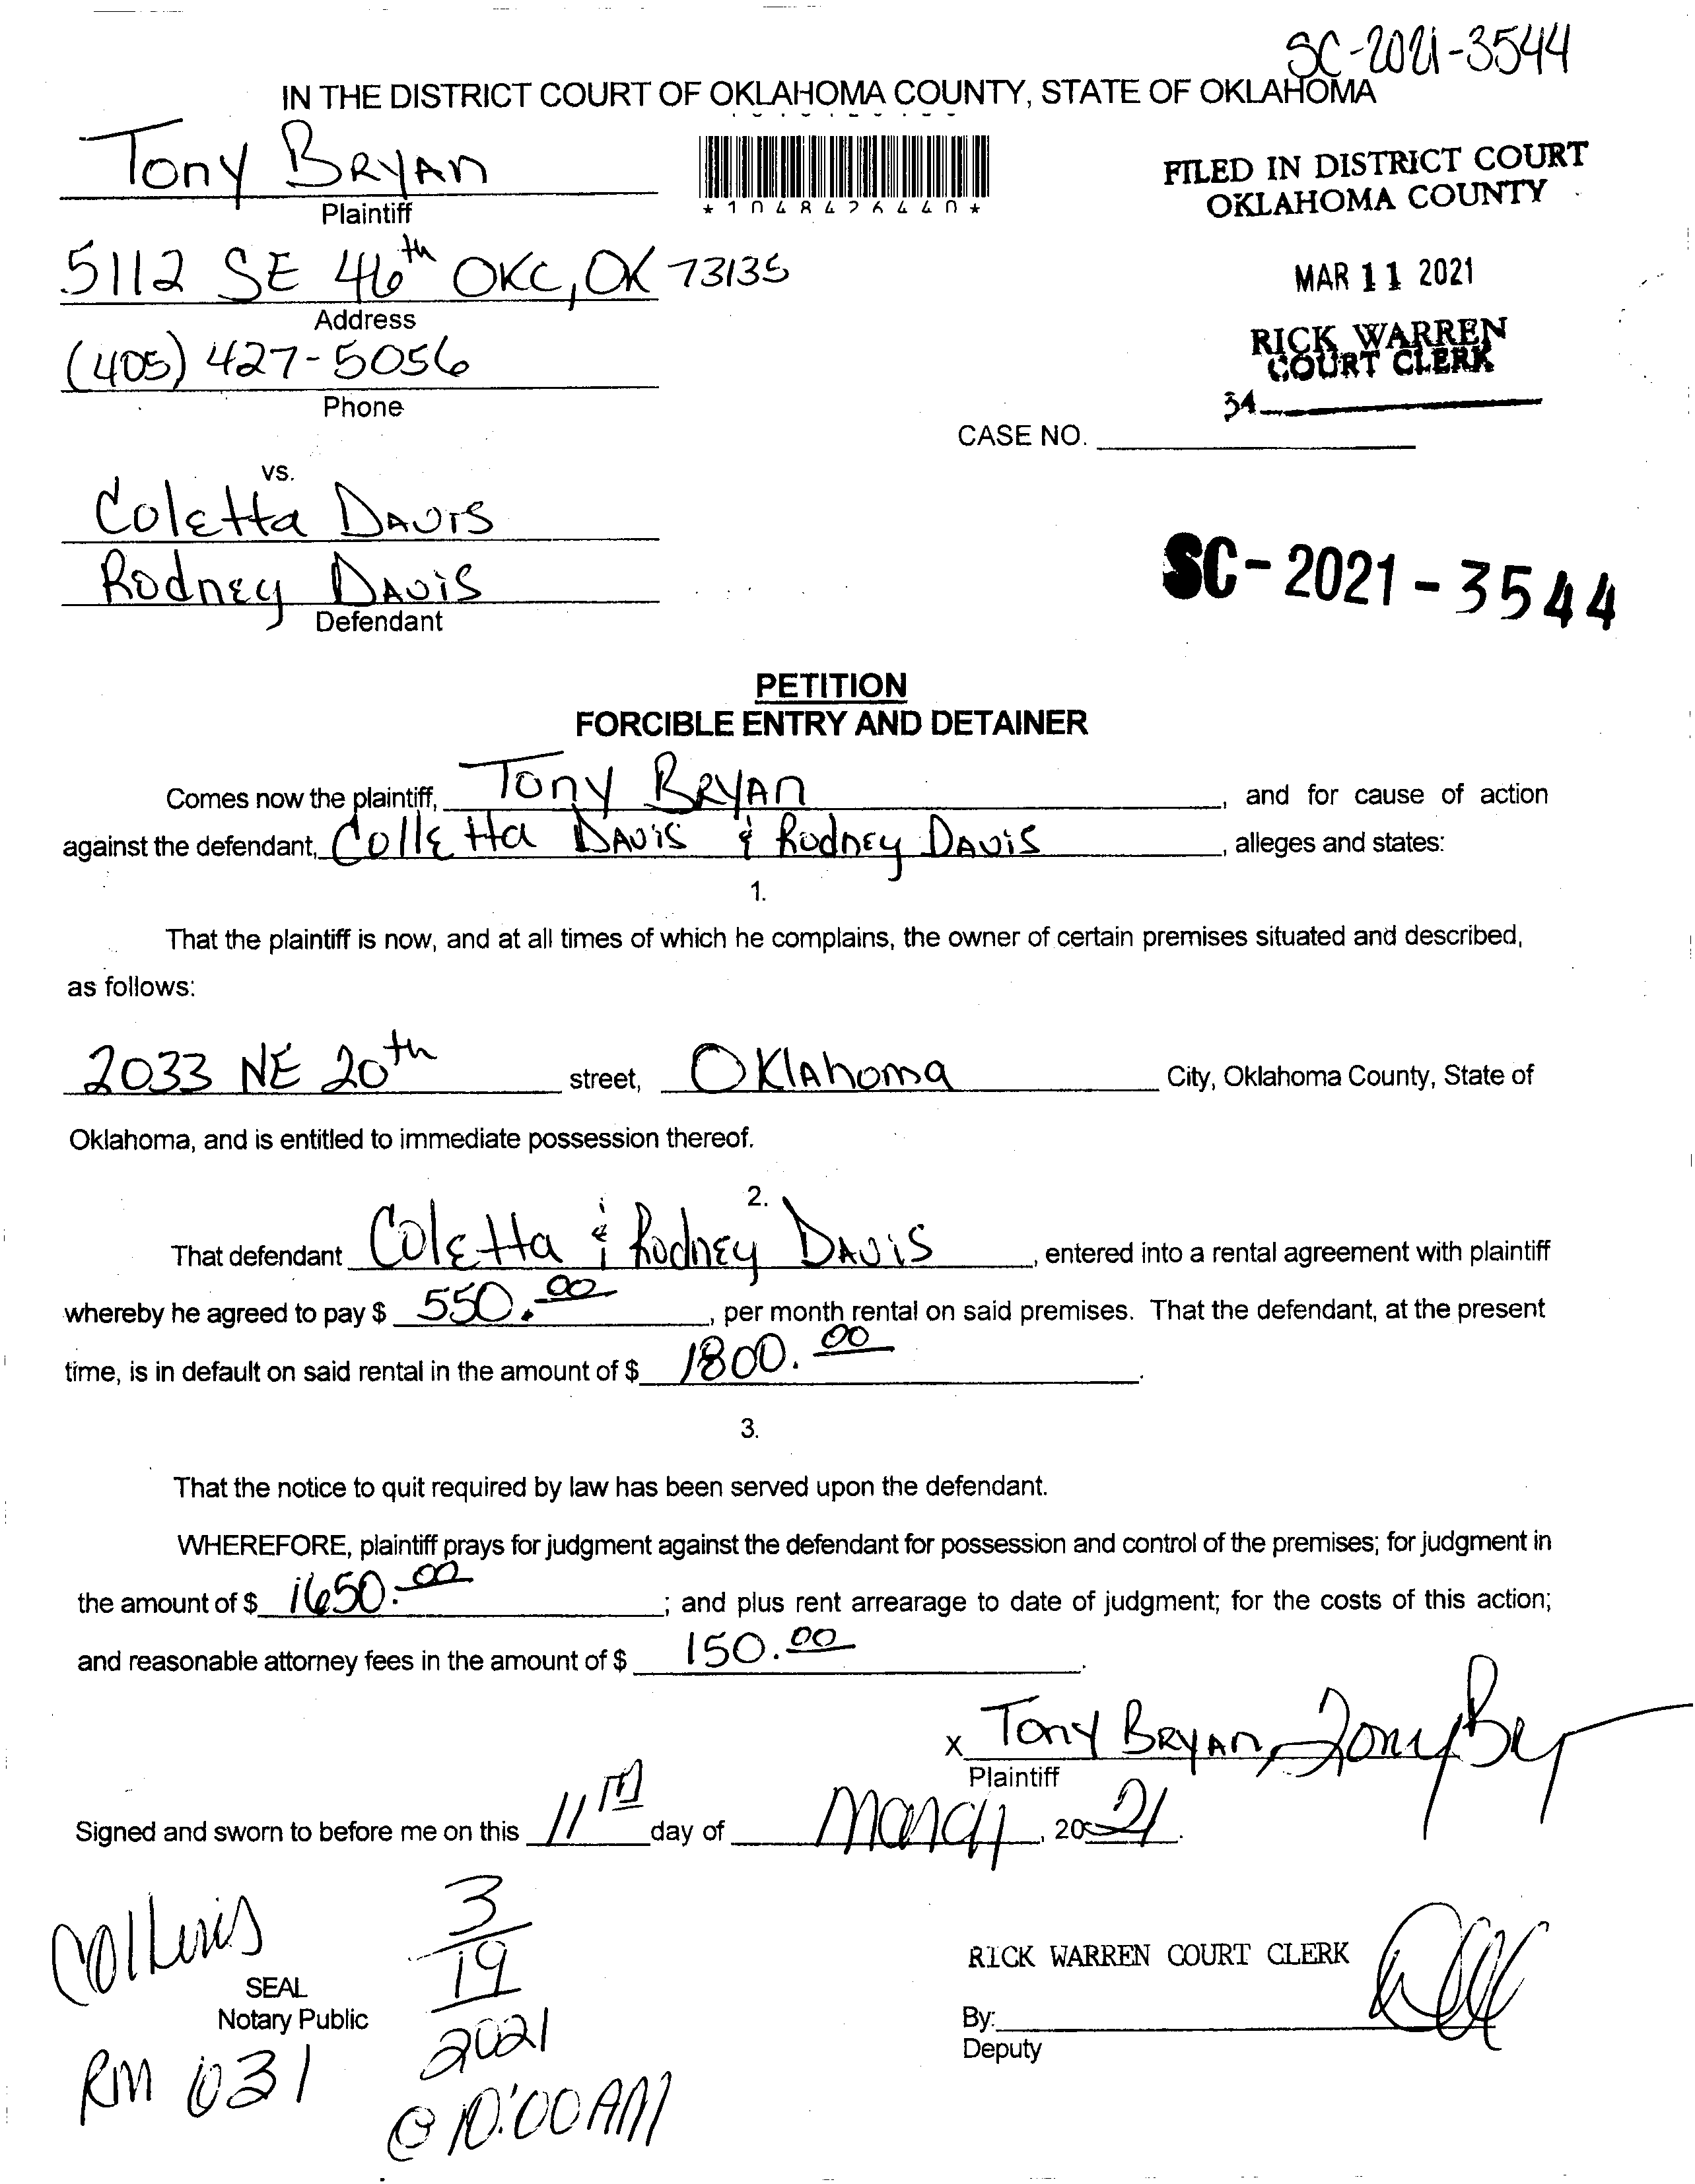 SC-2021-3544
IN THE DISTRICT COURT OF OKLAHOMA COUNTY, STATE OF OKLAHOMA
Tony BRYAN
Plaintiff
*1048426440*
FILED IN DISTRICT COURT
OKLAHOMA COUNTY
5112 SE 46th OKC, OK 73135
Address
MAR 11 2021
(405) 427-5056
Phone
RICK WARREN
COURT CLERK
34
CASE NO.
vs.
Coletta DAVIS
Rodney DAVIS
Defendant
SC-2021-3544
PETITION
FORCIBLE ENTRY AND DETAINER
Comes now the plaintiff, Tony BRYAN, and for cause of action
against the defendant, Colletta DAVIS & Rodney DAVIS, alleges and states:
1.
That the plaintiff is now, and at all times of which he complains, the owner of certain premises situated and described,
as follows:
2033 NE 20th street, Oklahoma City, Oklahoma County, State of
Oklahoma, and is entitled to immediate possession thereof.
2.
That defendant Coletta & Rodney DAVIS, entered into a rental agreement with plaintiff
whereby he agreed to pay $ 550.00, per month rental on said premises. That the defendant, at the present
time, is in default on said rental in the amount of $ 1800.00.
3.
That the notice to quit required by law has been served upon the defendant.
WHEREFORE, plaintiff prays for judgment against the defendant for possession and control of the premises; for judgment in
the amount of $ 1650.00; and plus rent arrearage to date of judgment; for the costs of this action;
and reasonable attorney fees in the amount of $ 150.00.
X Tony BRYAN, Tony Bry
Plaintiff
Signed and sworn to before me on this 11th day of March, 2021.
3
19
2021
@ 10:00 AM
SEAL
Notary Public
RM 1031
RICK WARREN COURT CLERK
By:
Deputy